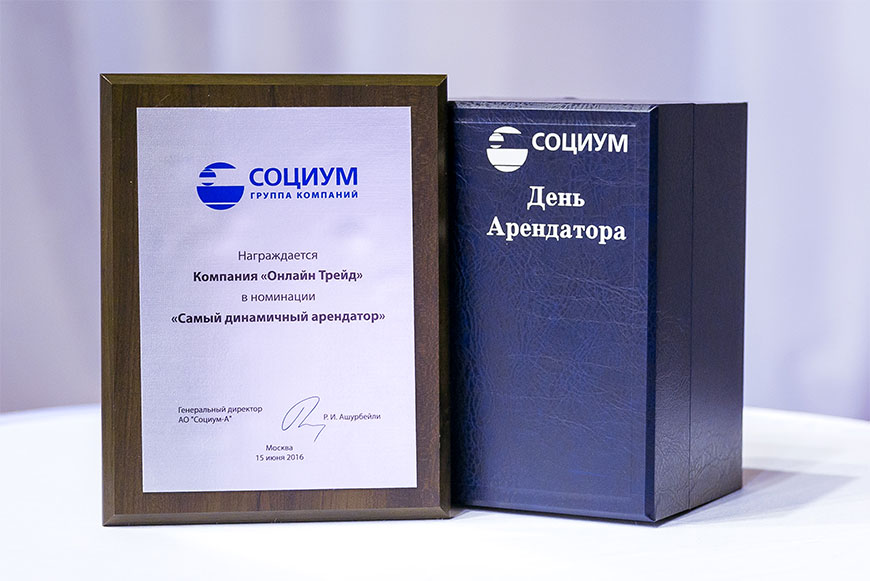 СОЦИУМ
ГРУППА КОМПАНИЙ
Награждается
Компания «Онлайн Трейд»
в номинации
«Самый динамичный арендатор»
Генеральный директор
АО "Социум-А"
Р. И. Ашурбейли
Москва
15 июня 2016
СОЦИУМ
День
Арендатора